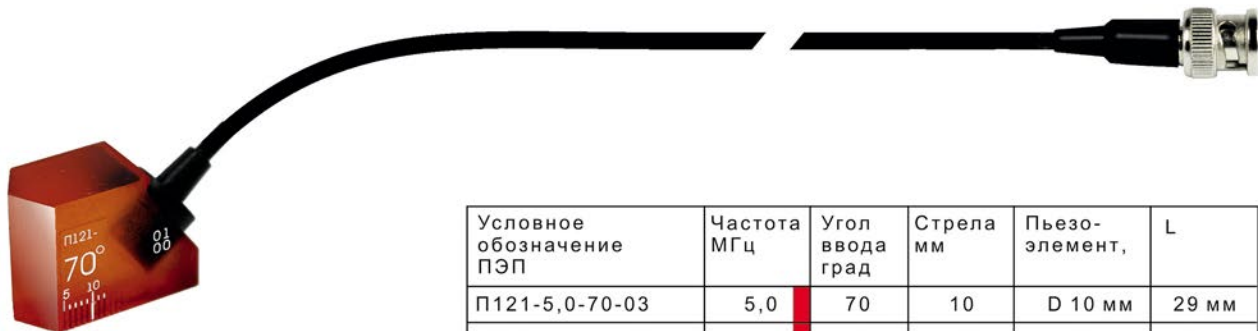 П121-
70°
5 10
01
00
Условное обозначение ПЭП Частота МГц Угол ввода град Стрела мм Пьезо-элемент, L
П121-5,0-70-03 5,0 70 10 D 10 мм 29 мм